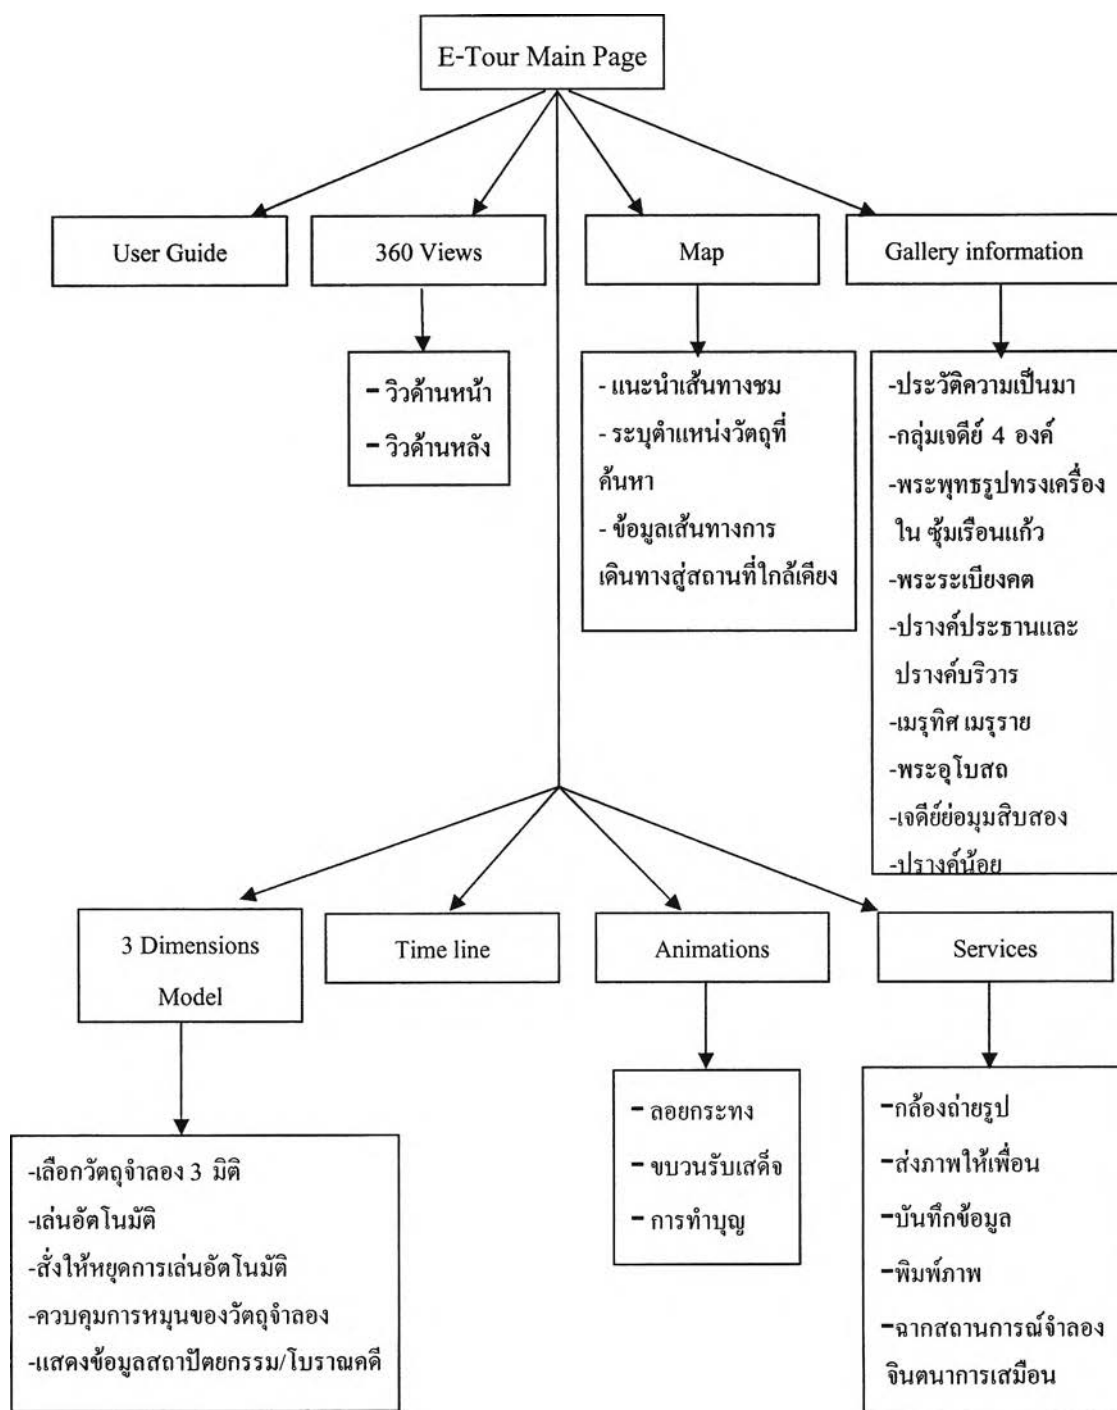 E-Tour Main Page
User Guide
360 Views
Map
Gallery information
- วิวด้านหน้า
- วิวด้านหลัง
- แนะนำเส้นทางชม
- ระบุตำแหน่งวัตถุที่
ค้นหา
- ข้อมูลเส้นทางการ
เดินทางสู่สถานที่ใกล้เคียง
-ประวัติความเป็นมา
-กลุ่มเจดีย์ 4 องค์
-พระพุทธรูปทรงเครื่อง
ใน ซุ้มเรือนแก้ว
-พระระเบียงคต
-ปรางค์ประธานและ
ปรางค์บริวาร
-เมรุทิศ เมรุราย
-พระอุโบสถ
-เจดีย์ย่อมุมสิบสอง
-ปรางค์น้อย
3 Dimensions
Model
Time line
Animations
Services
-เลือกวัตถุจำลอง 3 มิติ
-เล่นอัตโนมัติ
-สั่งให้หยุดการเล่นอัตโนมัติ
-ควบคุมการหมุนของวัตถุจำลอง
-แสดงข้อมูลสถาปัตยกรรม/โบราณคดี
- ลอยกระทง
- ขบวนรับเสด็จ
- การทำบุญ
-กล้องถ่ายรูป
-ส่งภาพให้เพื่อน
-บันทึกข้อมูล
-พิมพ์ภาพ
-ฉากสถานการณ์จำลอง
จินตนาการเสมือน